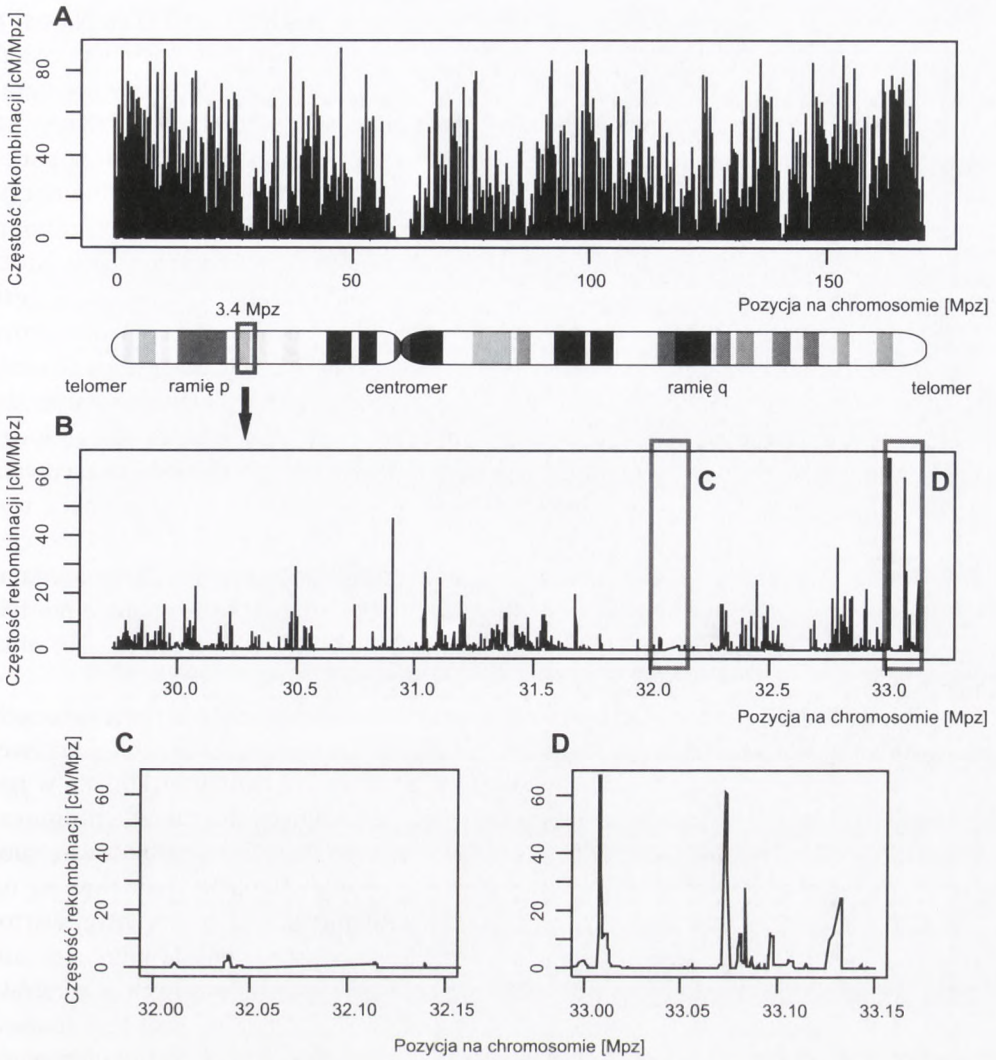 A
Częstość rekombinacji [cM/Mpz]
80
40
0
0 50 100 150
Pozycja na chromosomie [Mpz]
3.4 Mpz
telomer ramię p centromer ramię q telomer
B
Częstość rekombinacji [cM/Mpz]
60
40
20
0
C D
30.0 30.5 31.0 31.5 32.0 32.5 33.0
Pozycja na chromosomie [Mpz]
C
Częstość rekombinacji [cM/Mpz]
60
40
20
0
32.00 32.05 32.10 32.15
D
60
40
20
0
33.00 33.05 33.10 33.15
Pozycja na chromosomie [Mpz]